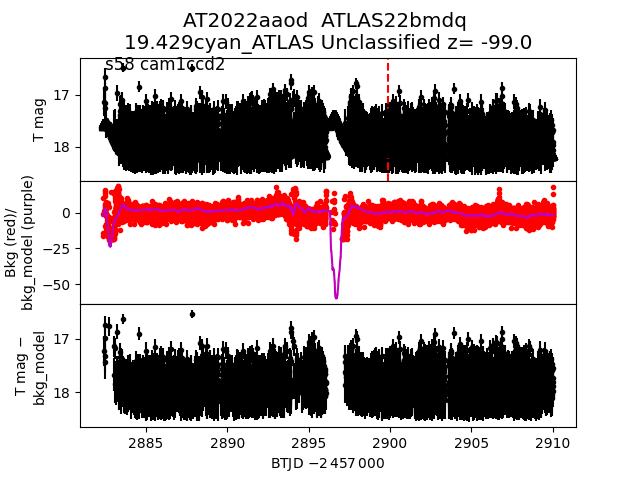 AT2022aaod  ATLAS22bmdq
19.429cyan_ATLAS Unclassified z= -99.0
s58 cam1ccd2
T mag
17
18
Bkg (red)/
bkg_model (purple)
0
−25
−50
T mag −
bkg_model
17
18
2885 2890 2895 2900 2905 2910
BTJD −2 457 000